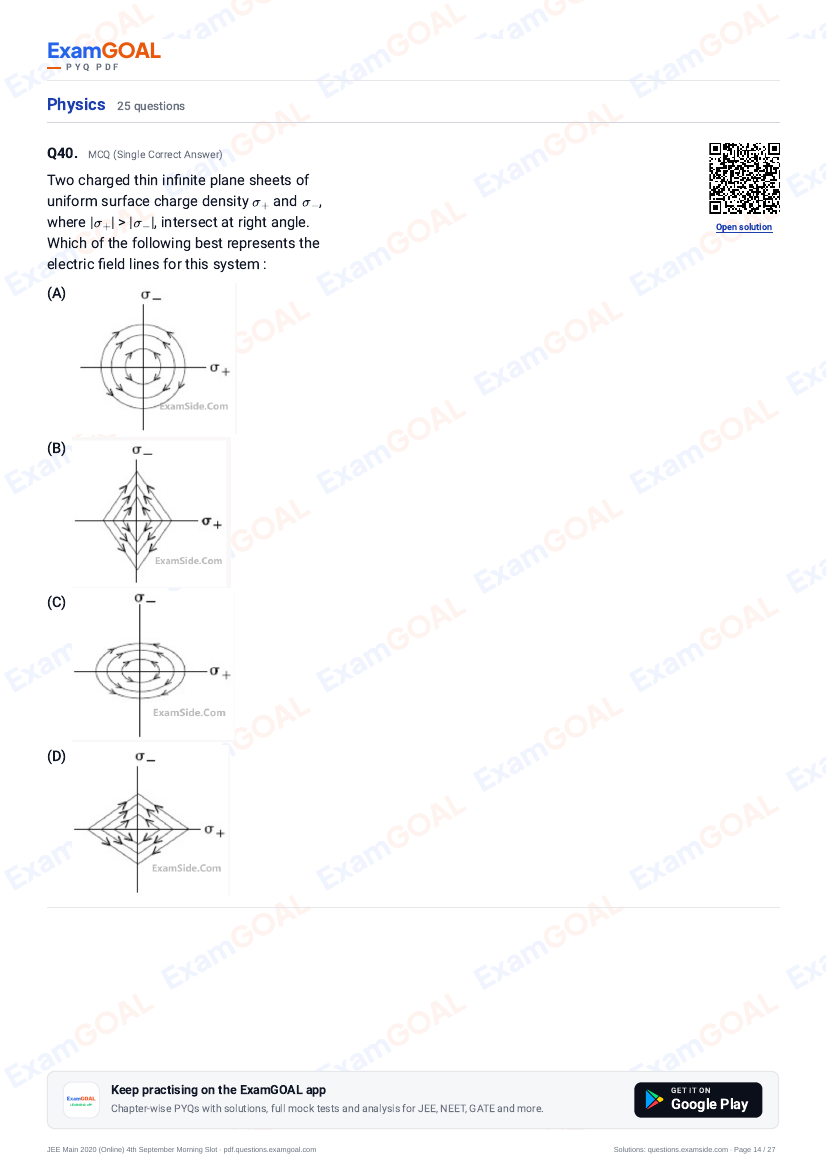 ExamGOAL
PYQ PDF
Physics 25 questions
Q40. MCQ (Single Correct Answer)
Two charged thin infinite plane sheets of
uniform surface charge density σ₊ and σ₋,
where |σ₊| > |σ₋|, intersect at right angle.
Which of the following best represents the
electric field lines for this system :
Open solution
(A)
σ₋
σ₊
ExamSide.Com
(B)
σ₋
σ₊
ExamSide.Com
(C)
σ₋
σ₊
ExamSide.Com
(D)
σ₋
σ₊
ExamSide.Com
Keep practising on the ExamGOAL app
Chapter-wise PYQs with solutions, full mock tests and analysis for JEE, NEET, GATE and more.
GET IT ON
Google Play
JEE Main 2020 (Online) 4th September Morning Slot · pdf.questions.examgoal.com
Solutions: questions.examside.com · Page 14 / 27